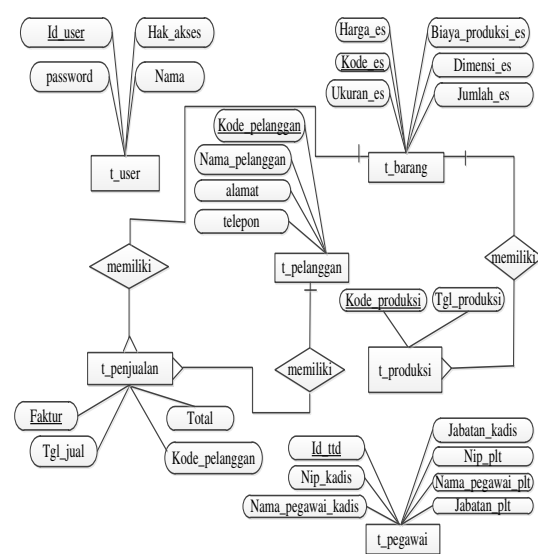 Id_user
Hak_akses
password
Nama
t_user
Harga_es
Biaya_produksi_es
Kode_es
Dimensi_es
Ukuran_es
Jumlah_es
t_barang
Kode_pelanggan
Nama_pelanggan
alamat
telepon
t_pelanggan
memiliki
memiliki
Kode_produksi
Tgl_produksi
t_produksi
t_penjualan
memiliki
Faktur
Total
Tgl_jual
Kode_pelanggan
Id_ttd
Jabatan_kadis
Nip_kadis
Nip_plt
Nama_pegawai_kadis
Nama_pegawai_plt
Jabatan_plt
t_pegawai